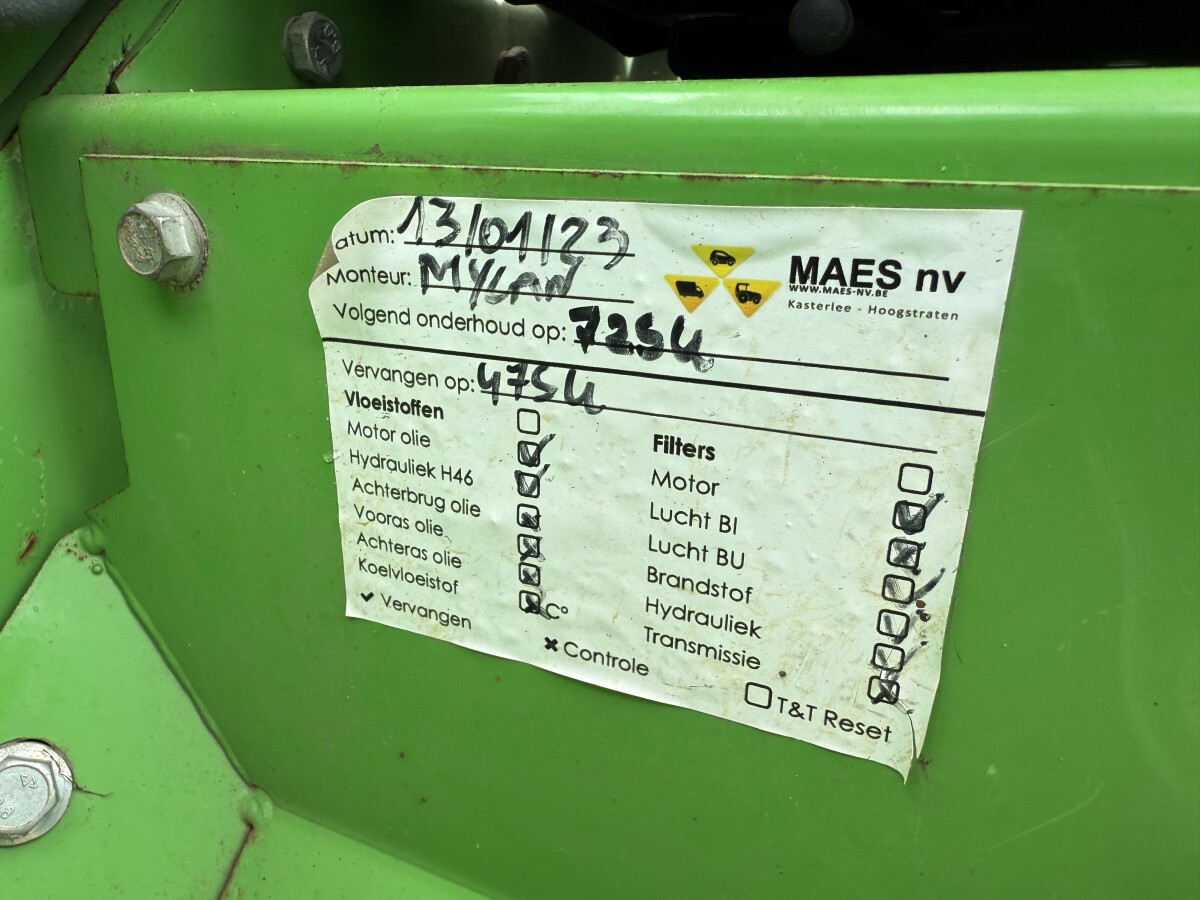 atum: 13/01/23
Monteur:
MAES nv
WWW.MAES-NV.BE
Kasterlee - Hoogstraten
Volgend onderhoud op: 7254
Vervangen op: 4754
Vloeistoffen
Motor olie
Hydrauliek H46
Achterbrug olie
Vooras olie
Achteras olie
Koelvloeistof C°
Filters
Motor
Lucht BI
Lucht BU
Brandstof
Hydrauliek
Transmissie
✔ Vervangen
✖ Controle
T&T Reset